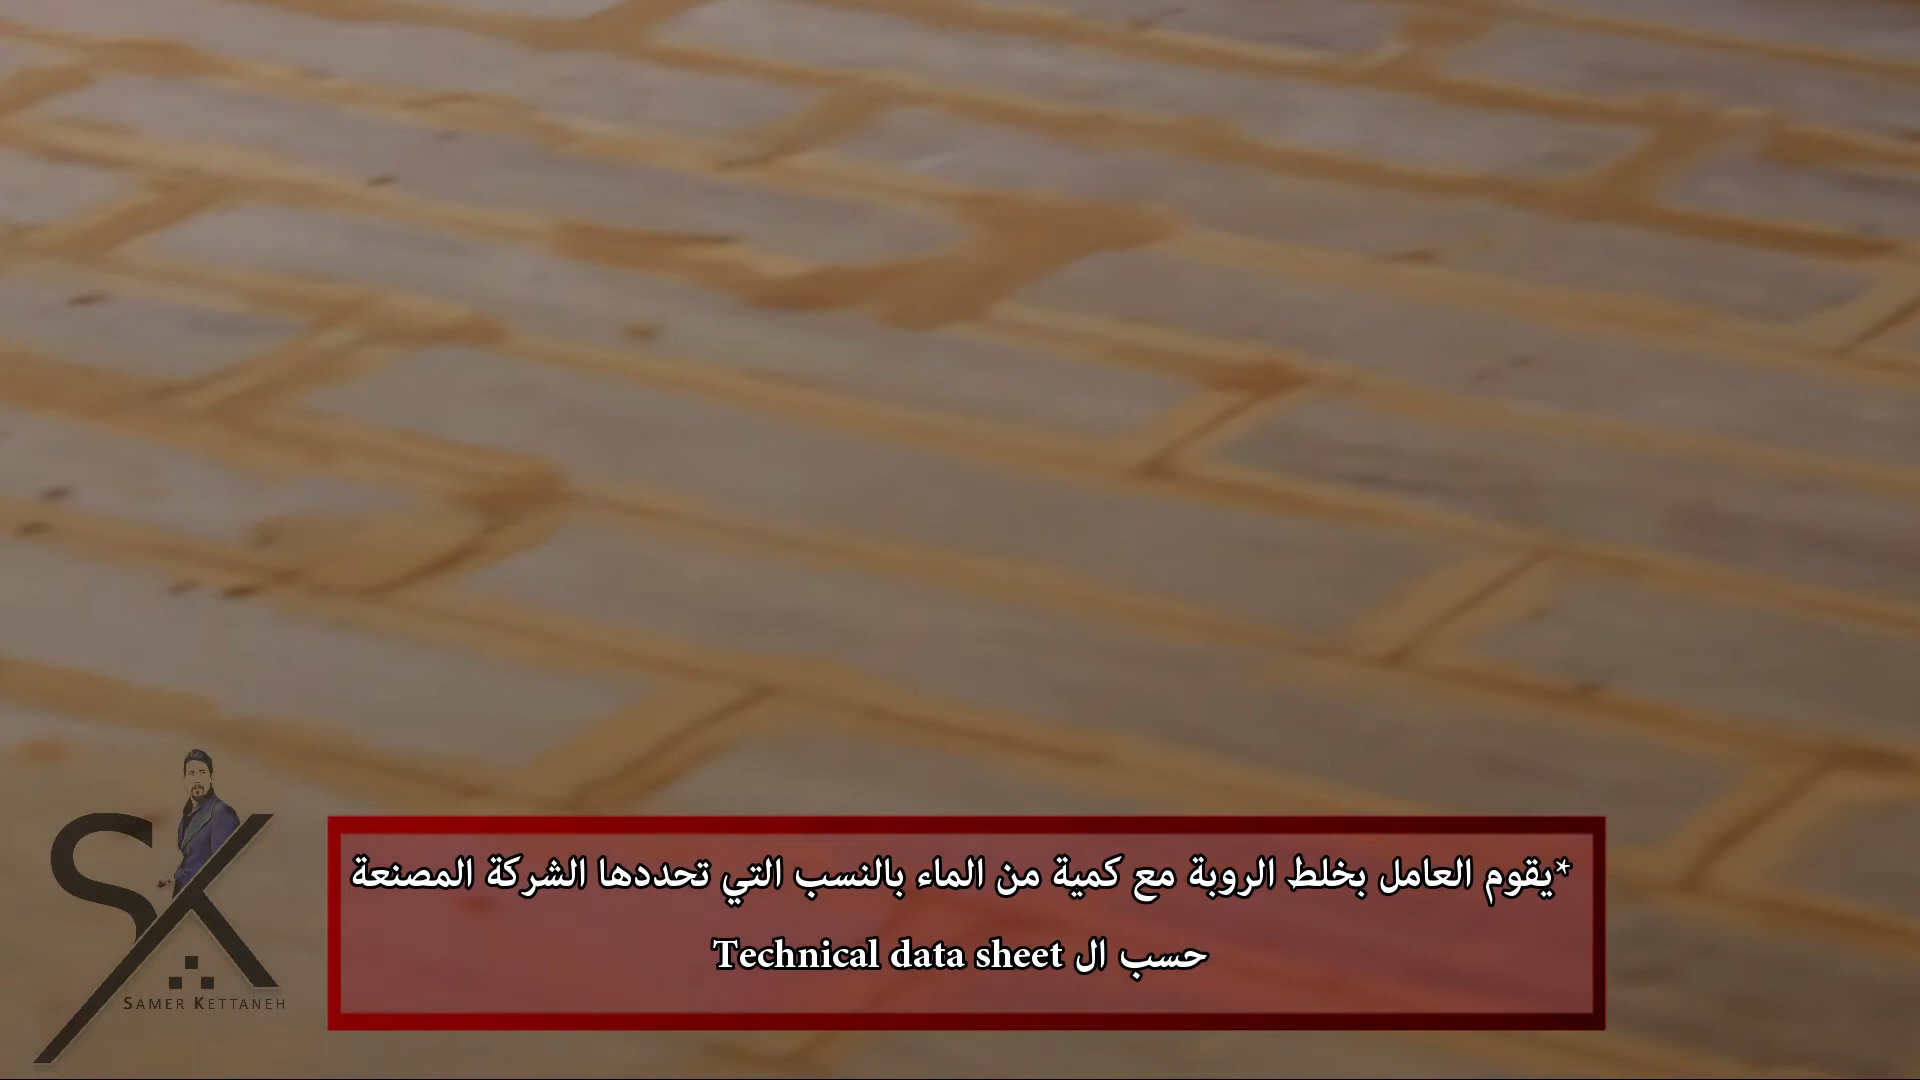 *يقوم العامل بخلط الروبة مع كمية من الماء بالنسب التي تحددها الشركة المصنعة
حسب ال Technical data sheet
SK
SAMER KETTANEH